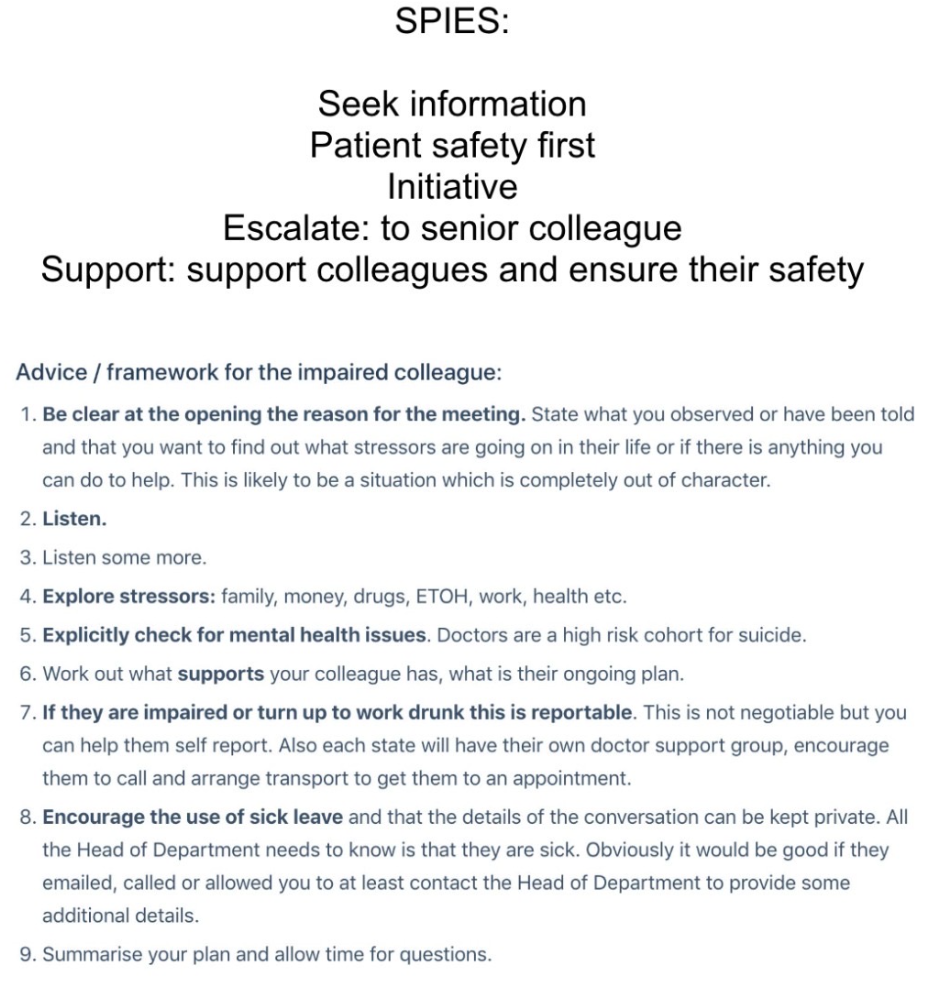 SPIES:
Seek information
Patient safety first
Initiative
Escalate: to senior colleague
Support: support colleagues and ensure their safety
Advice / framework for the impaired colleague:
1. Be clear at the opening the reason for the meeting. State what you observed or have been told
and that you want to find out what stressors are going on in their life or if there is anything you
can do to help. This is likely to be a situation which is completely out of character.
2. Listen.
3. Listen some more.
4. Explore stressors: family, money, drugs, ETOH, work, health etc.
5. Explicitly check for mental health issues. Doctors are a high risk cohort for suicide.
6. Work out what supports your colleague has, what is their ongoing plan.
7. If they are impaired or turn up to work drunk this is reportable. This is not negotiable but you
can help them self report. Also each state will have their own doctor support group, encourage
them to call and arrange transport to get them to an appointment.
8. Encourage the use of sick leave and that the details of the conversation can be kept private. All
the Head of Department needs to know is that they are sick. Obviously it would be good if they
emailed, called or allowed you to at least contact the Head of Department to provide some
additional details.
9. Summarise your plan and allow time for questions.